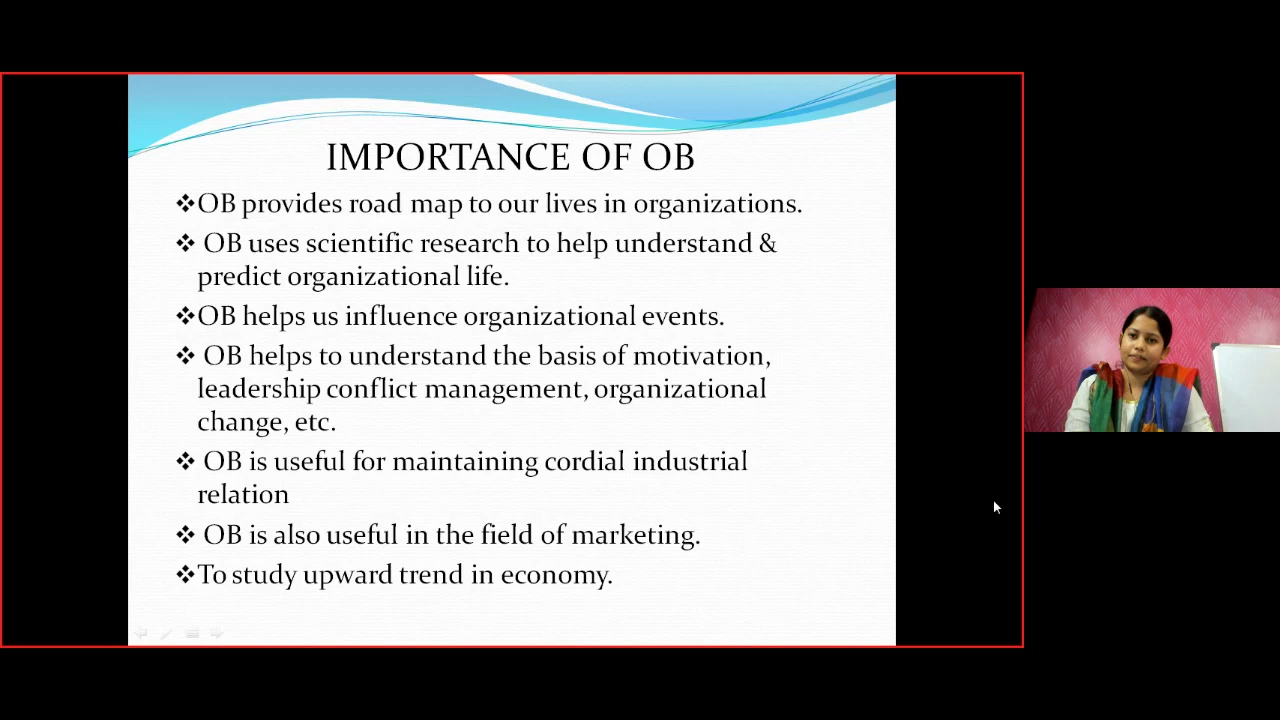 IMPORTANCE OF OB
❖OB provides road map to our lives in organizations.
❖ OB uses scientific research to help understand &
predict organizational life.
❖OB helps us influence organizational events.
❖ OB helps to understand the basis of motivation,
leadership conflict management, organizational
change, etc.
❖ OB is useful for maintaining cordial industrial
relation
❖ OB is also useful in the field of marketing.
❖To study upward trend in economy.